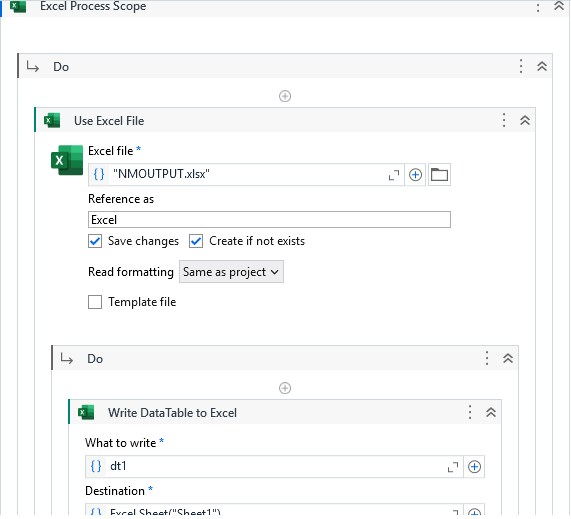 Excel Process Scope
Do
Use Excel File
Excel file *
"NMOUTPUT.xlsx"
Reference as
Excel
Save changes
Create if not exists
Read formatting
Same as project
Template file
Do
Write DataTable to Excel
What to write *
dt1
Destination *
Excel.Sheet("Sheet1")